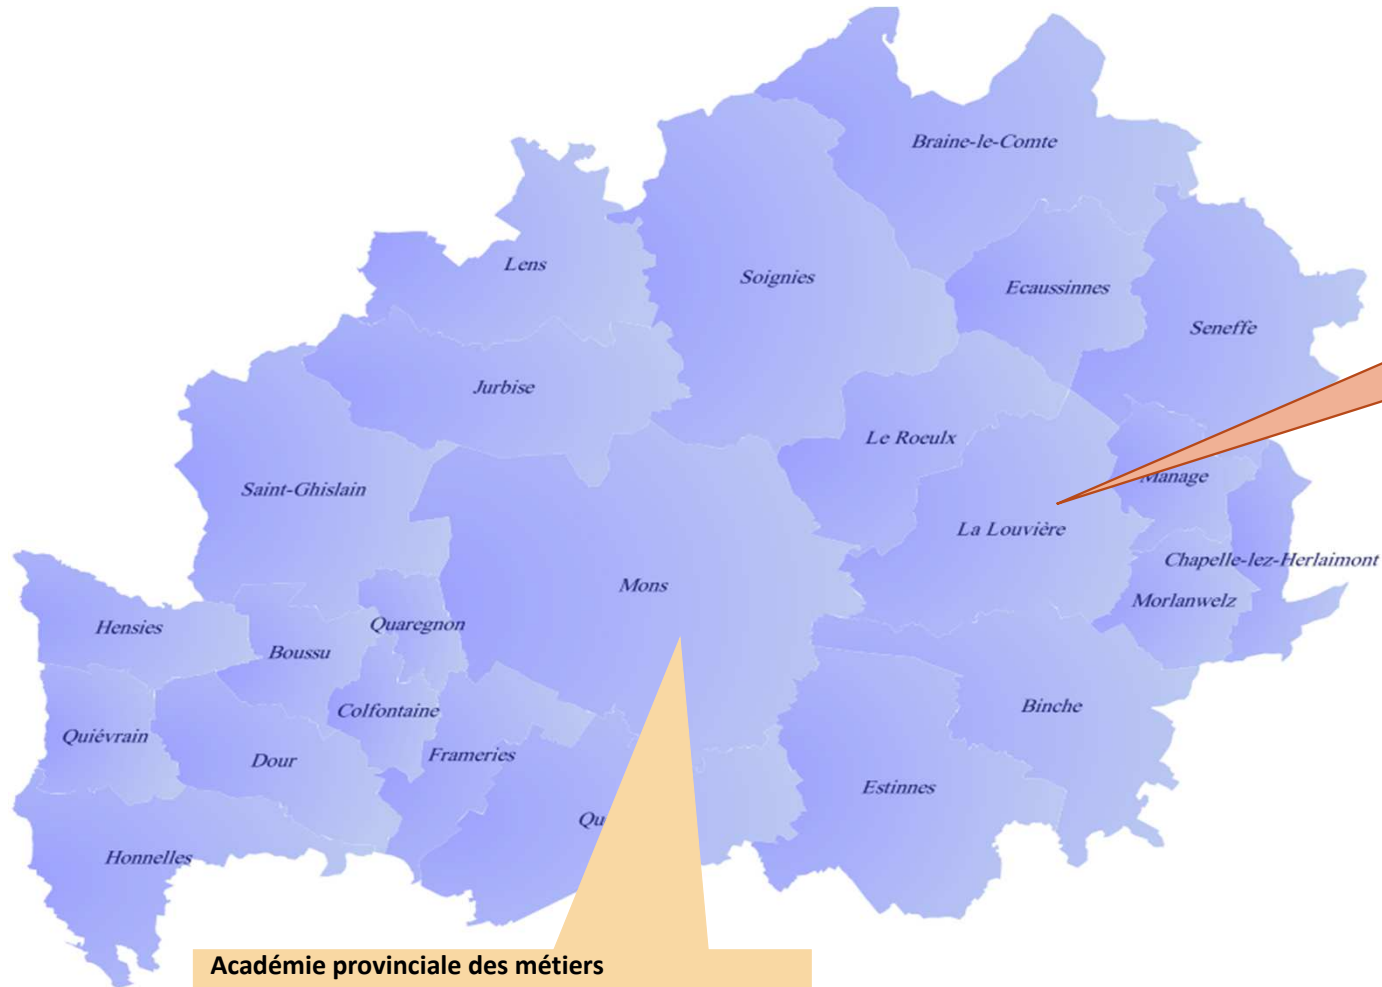 Braine-le-Comte
Lens
Soignies
Ecaussinnes
Seneffe
Jurbise
Le Roeulx
Manage
Saint-Ghislain
La Louvière
Chapelle-lez-Herlaimont
Mons
Morlanwelz
Quaregnon
Hensies
Boussu
Binche
Colfontaine
Quiévrain
Frameries
Dour
Estinnes
Honnelles
Académie provinciale des métiers